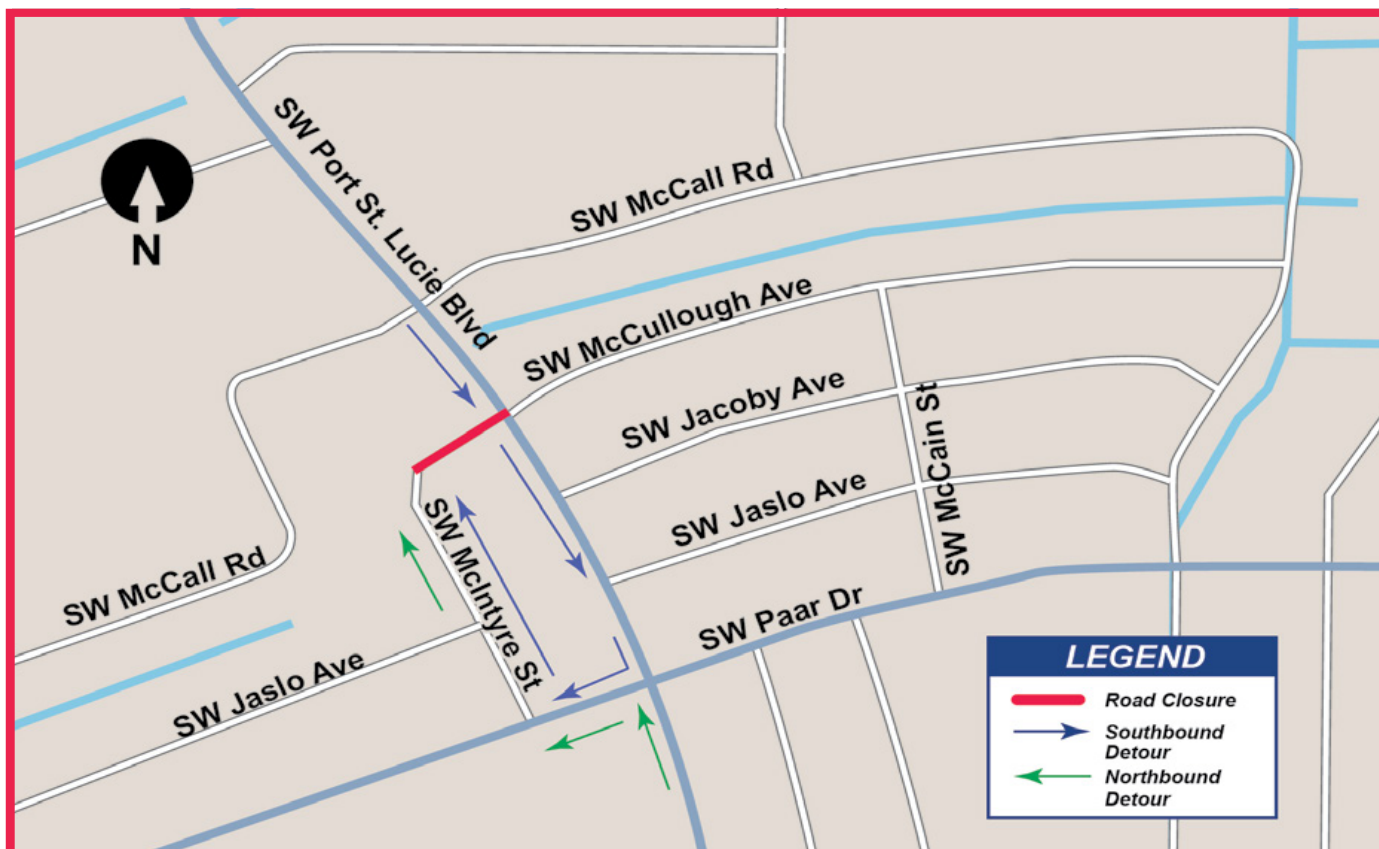 SW Port St. Lucie Blvd
N
SW McCall Rd
SW McCullough Ave
SW Jacoby Ave
SW McCain St
SW Jaslo Ave
SW McIntyre St
SW McCall Rd
SW Paar Dr
SW Jaslo Ave
LEGEND
Road Closure
Southbound
Detour
Northbound
Detour